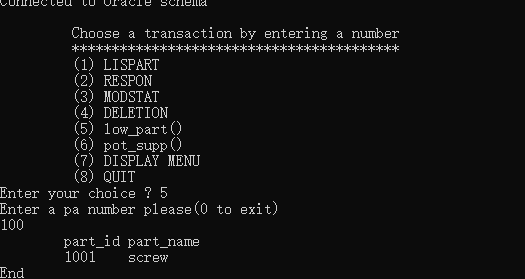 Connected to Oracle schema
Choose a transaction by entering a number
*****************************************
(1) LISPART
(2) RESPON
(3) MODSTAT
(4) DELETION
(5) low_part()
(6) pot_supp()
(7) DISPLAY MENU
(8) QUIT
Enter your choice ? 5
Enter a pa number please(0 to exit)
100
part_id part_name
1001 screw
End